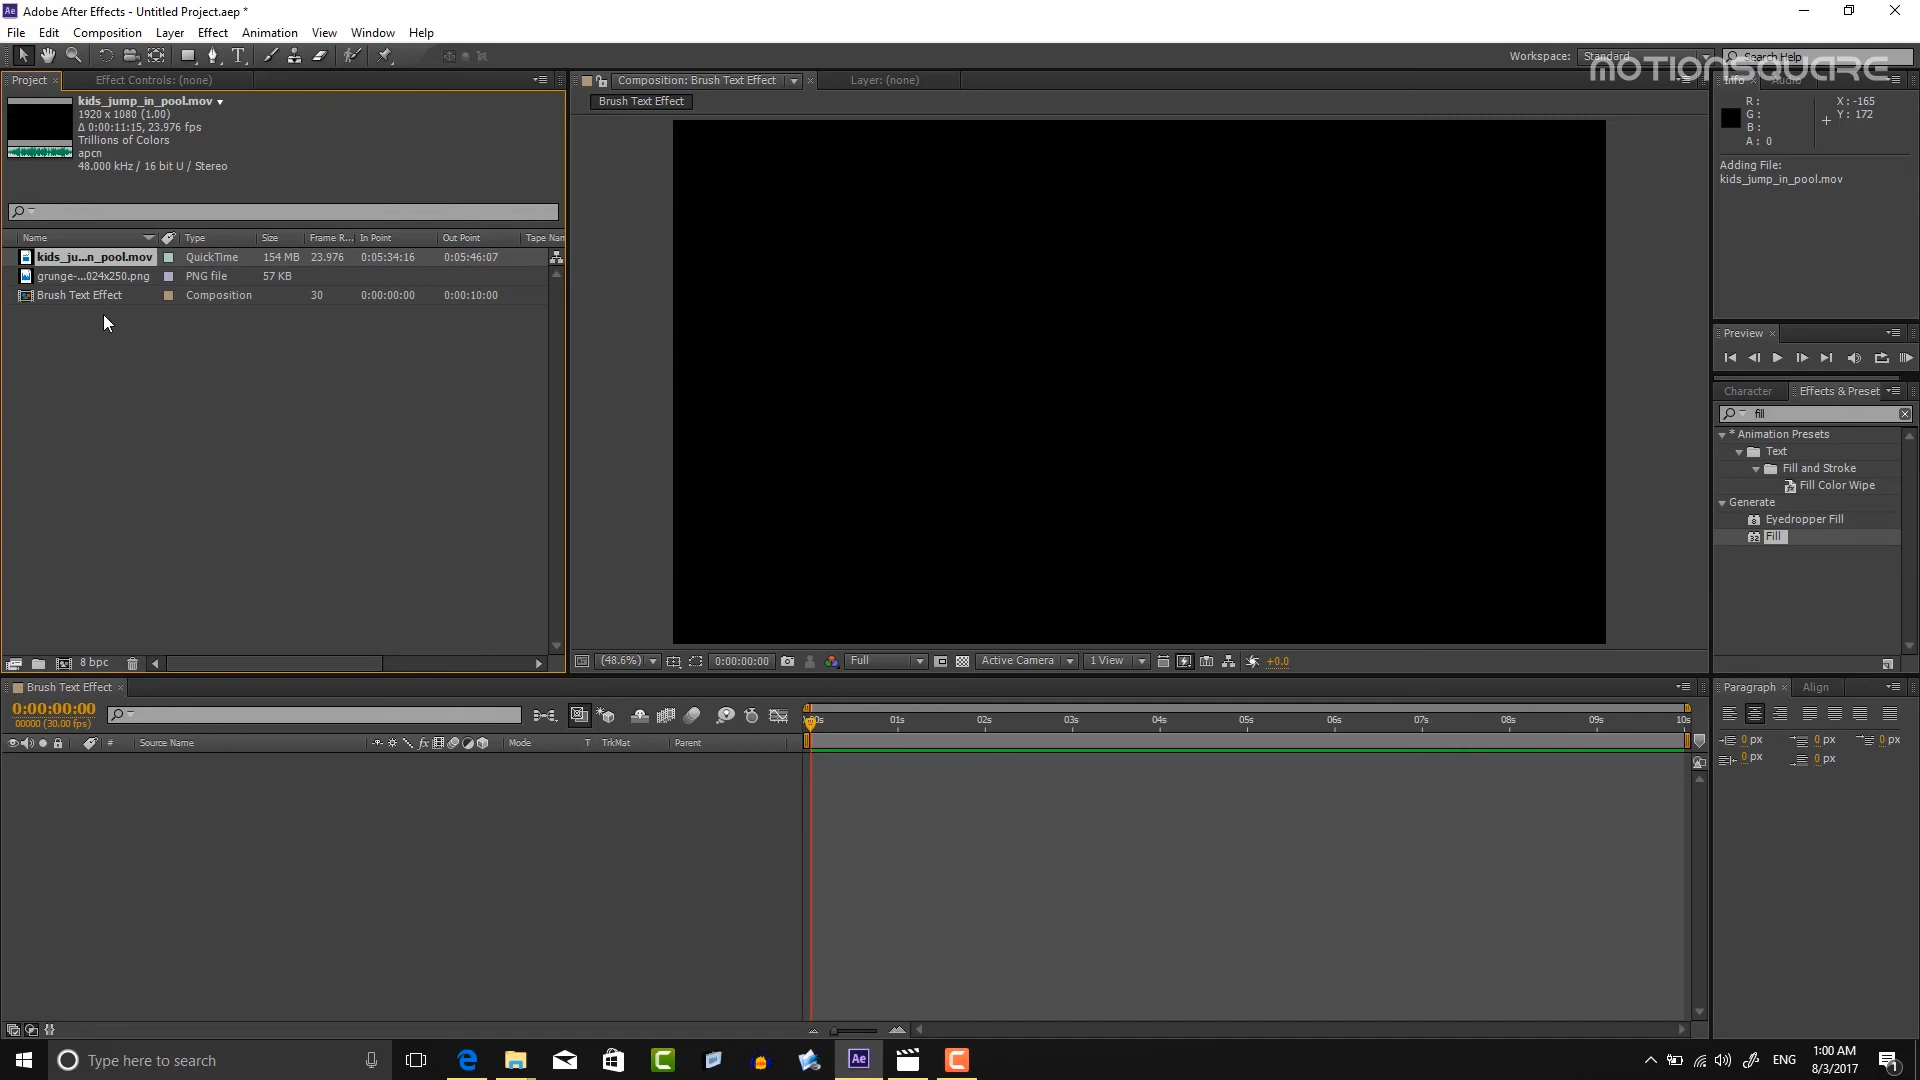 Adobe After Effects - Untitled Project.aep *
File Edit Composition Layer Effect Animation View Window Help
Workspace: Standard
Search Help
MOTIONSQUARE
Project × Effect Controls: (none)
Composition: Brush Text Effect
Layer: (none)
Info × Audio
Brush Text Effect
kids_jump_in_pool.mov
1920 x 1080 (1.00)
Δ 0:00:11:15, 23.976 fps
Trillions of Colors
apcn
48.000 kHz / 16 bit U / Stereo
R :
G :
B :
A : 0
X : -165
Y : 172
Adding File:
kids_jump_in_pool.mov
Name Type Size Frame R... In Point Out Point Tape Nam
kids_ju...n_pool.mov QuickTime 154 MB 23.976 0:05:34:16 0:05:46:07
grunge-...024x250.png PNG file 57 KB
Brush Text Effect Composition 30 0:00:00:00 0:00:10:00
Preview ×
Character Effects & Preset
fill
* Animation Presets
Text
Fill and Stroke
Fill Color Wipe
Generate
Eyedropper Fill
Fill
8 bpc
(48.6%) 0:00:00:00 Full Active Camera 1 View +0.0
Brush Text Effect ×
0:00:00:00
00000 (30.00 fps)
# Source Name Mode T TrkMat Parent
00s 01s 02s 03s 04s 05s 06s 07s 08s 09s 10s
Paragraph × Align
0 px 0 px 0 px
0 px 0 px
Type here to search
Ae
ENG
1:00 AM
8/3/2017
1